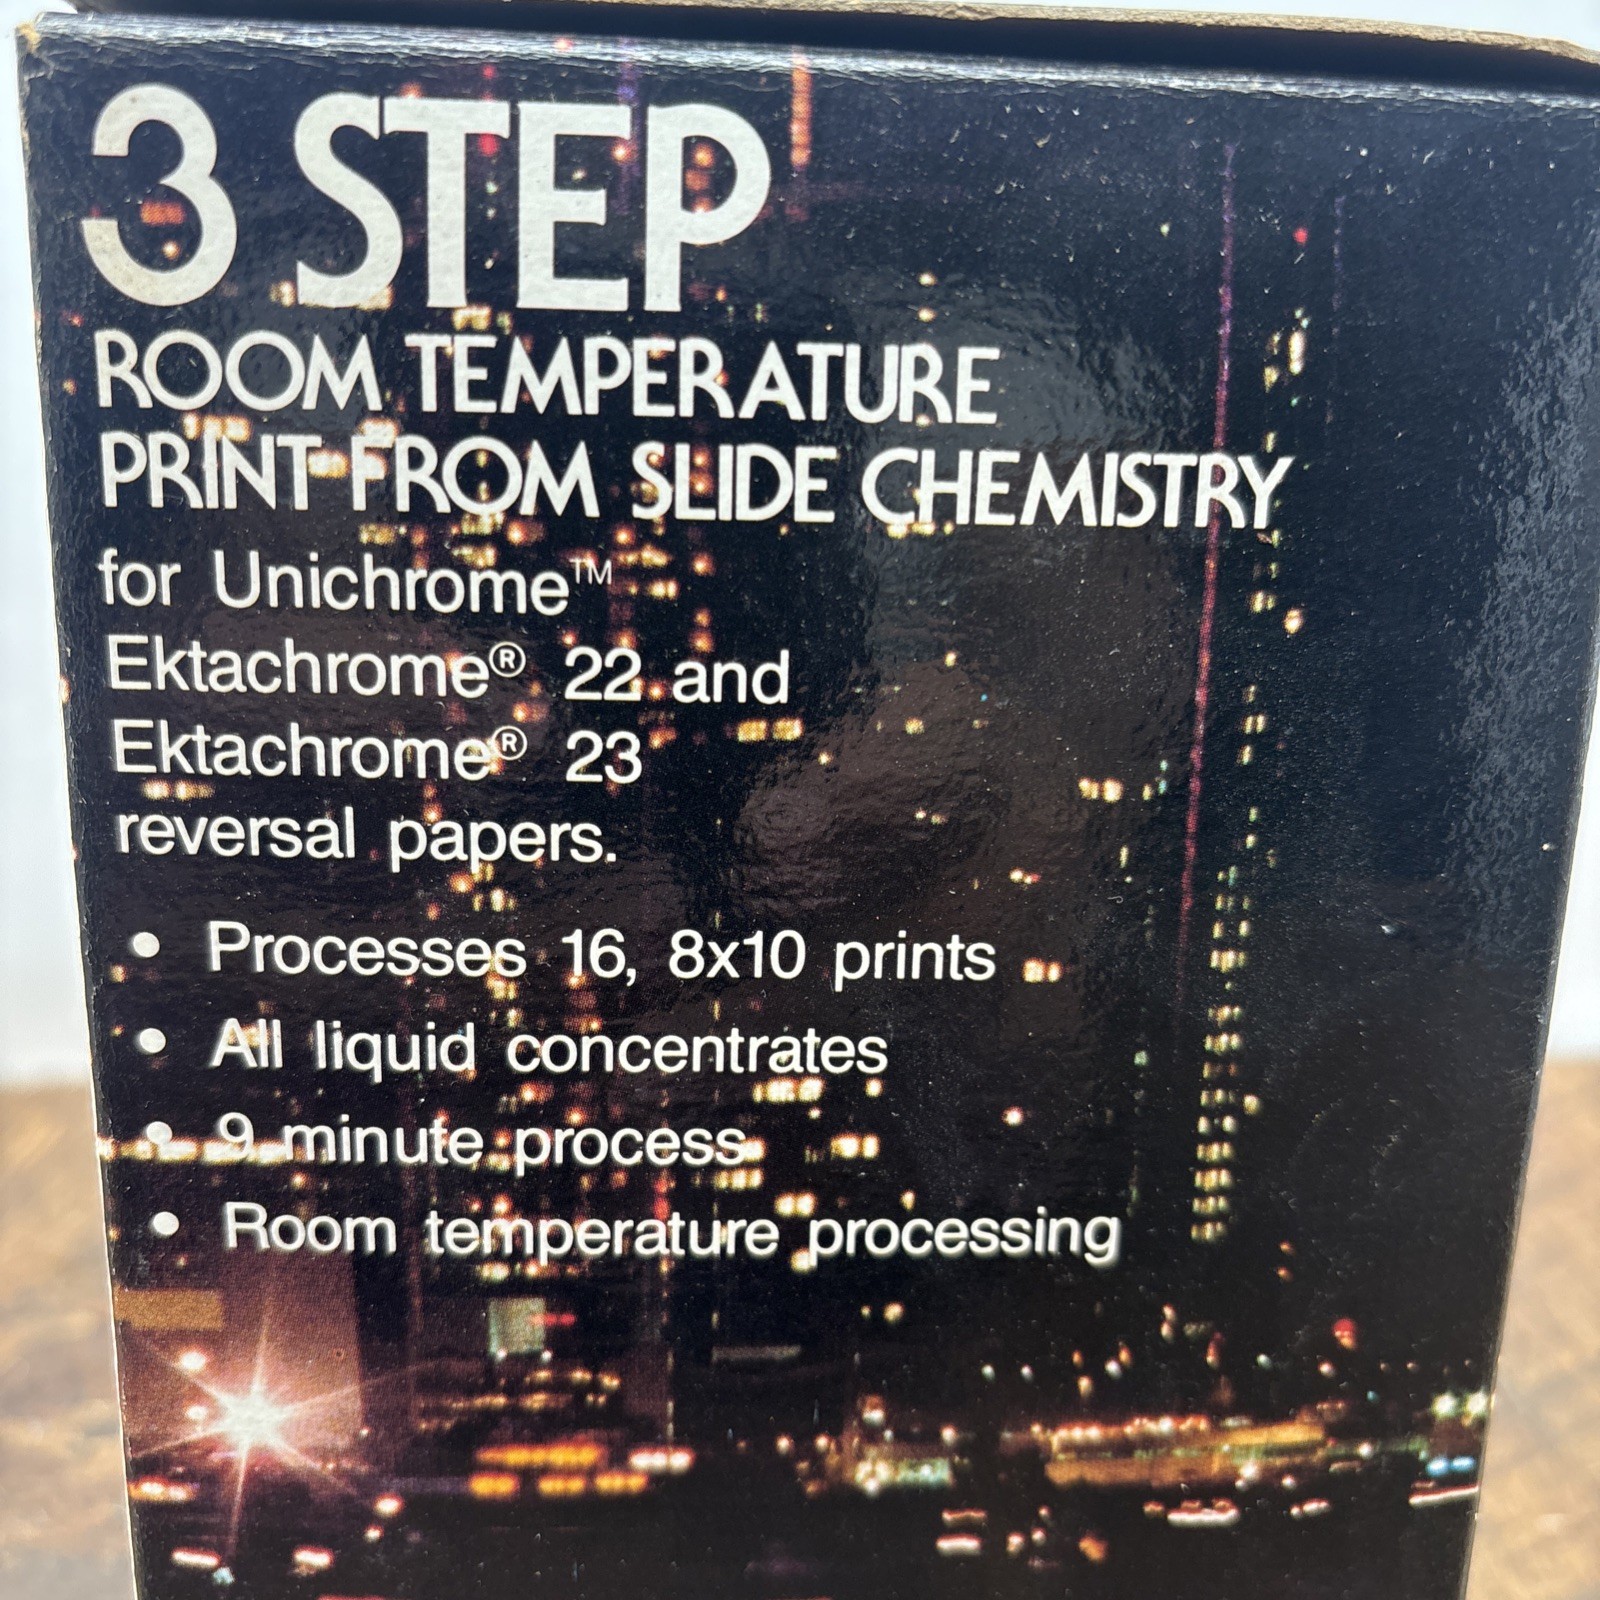 3 STEP
ROOM TEMPERATURE
PRINT FROM SLIDE CHEMISTRY
for Unichrome™
Ektachrome® 22 and
Ektachrome® 23
reversal papers.
• Processes 16, 8x10 prints
• All liquid concentrates
• 9 minute process
• Room temperature processing